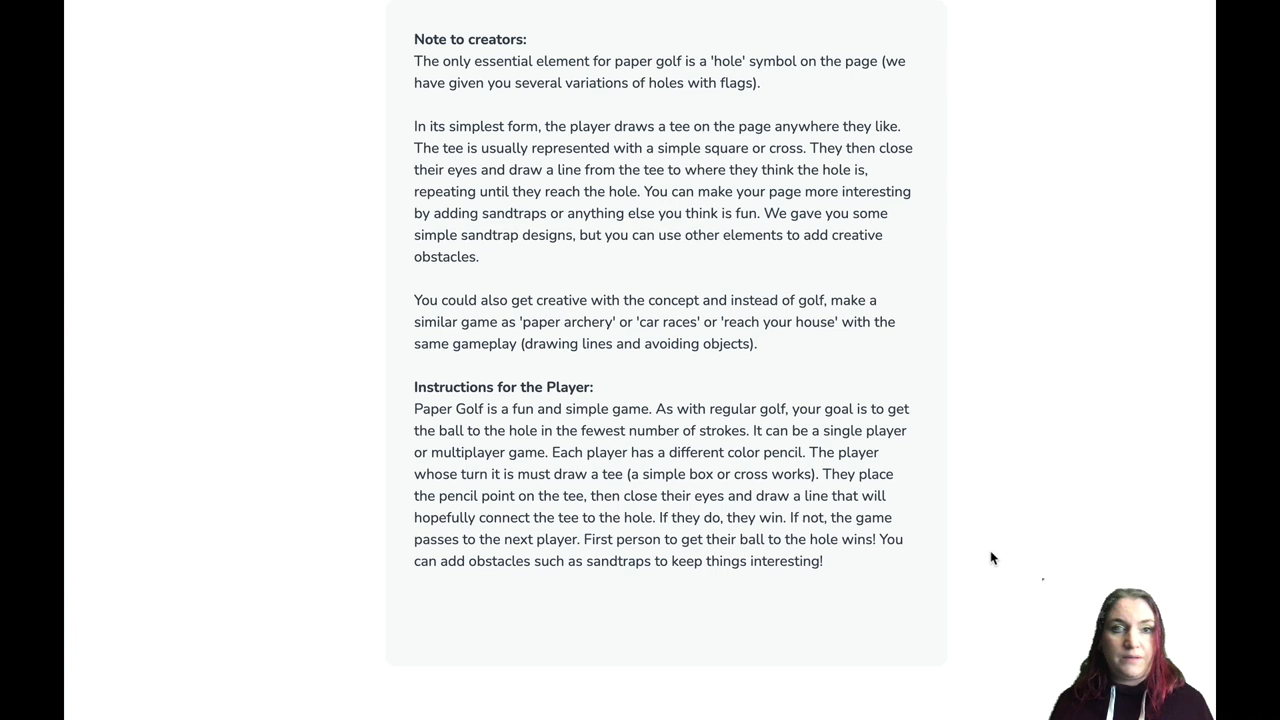 Note to creators:
The only essential element for paper golf is a 'hole' symbol on the page (we
have given you several variations of holes with flags).
In its simplest form, the player draws a tee on the page anywhere they like.
The tee is usually represented with a simple square or cross. They then close
their eyes and draw a line from the tee to where they think the hole is,
repeating until they reach the hole. You can make your page more interesting
by adding sandtraps or anything else you think is fun. We gave you some
simple sandtrap designs, but you can use other elements to add creative
obstacles.
You could also get creative with the concept and instead of golf, make a
similar game as 'paper archery' or 'car races' or 'reach your house' with the
same gameplay (drawing lines and avoiding objects).
Instructions for the Player:
Paper Golf is a fun and simple game. As with regular golf, your goal is to get
the ball to the hole in the fewest number of strokes. It can be a single player
or multiplayer game. Each player has a different color pencil. The player
whose turn it is must draw a tee (a simple box or cross works). They place
the pencil point on the tee, then close their eyes and draw a line that will
hopefully connect the tee to the hole. If they do, they win. If not, the game
passes to the next player. First person to get their ball to the hole wins! You
can add obstacles such as sandtraps to keep things interesting!